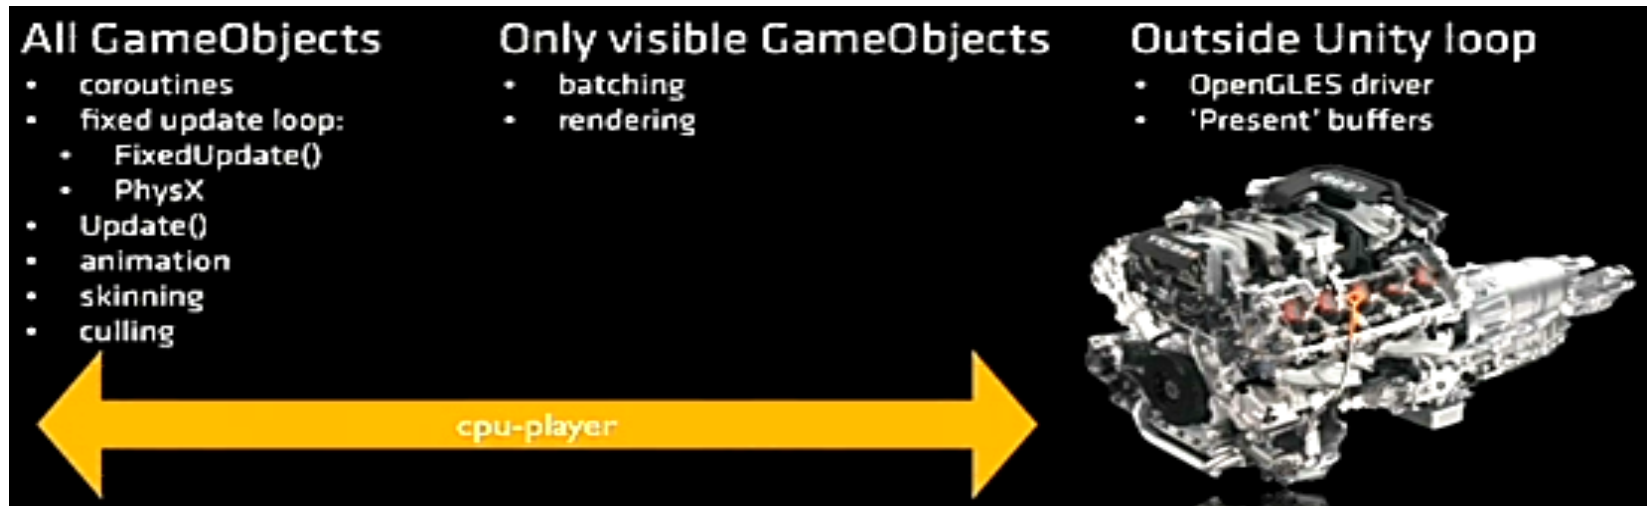 All GameObjects
• coroutines
• fixed update loop:
• FixedUpdate()
• PhysX
• Update()
• animation
• skinning
• culling
Only visible GameObjects
• batching
• rendering
Outside Unity loop
• OpenGLES driver
• 'Present' buffers
cpu-player